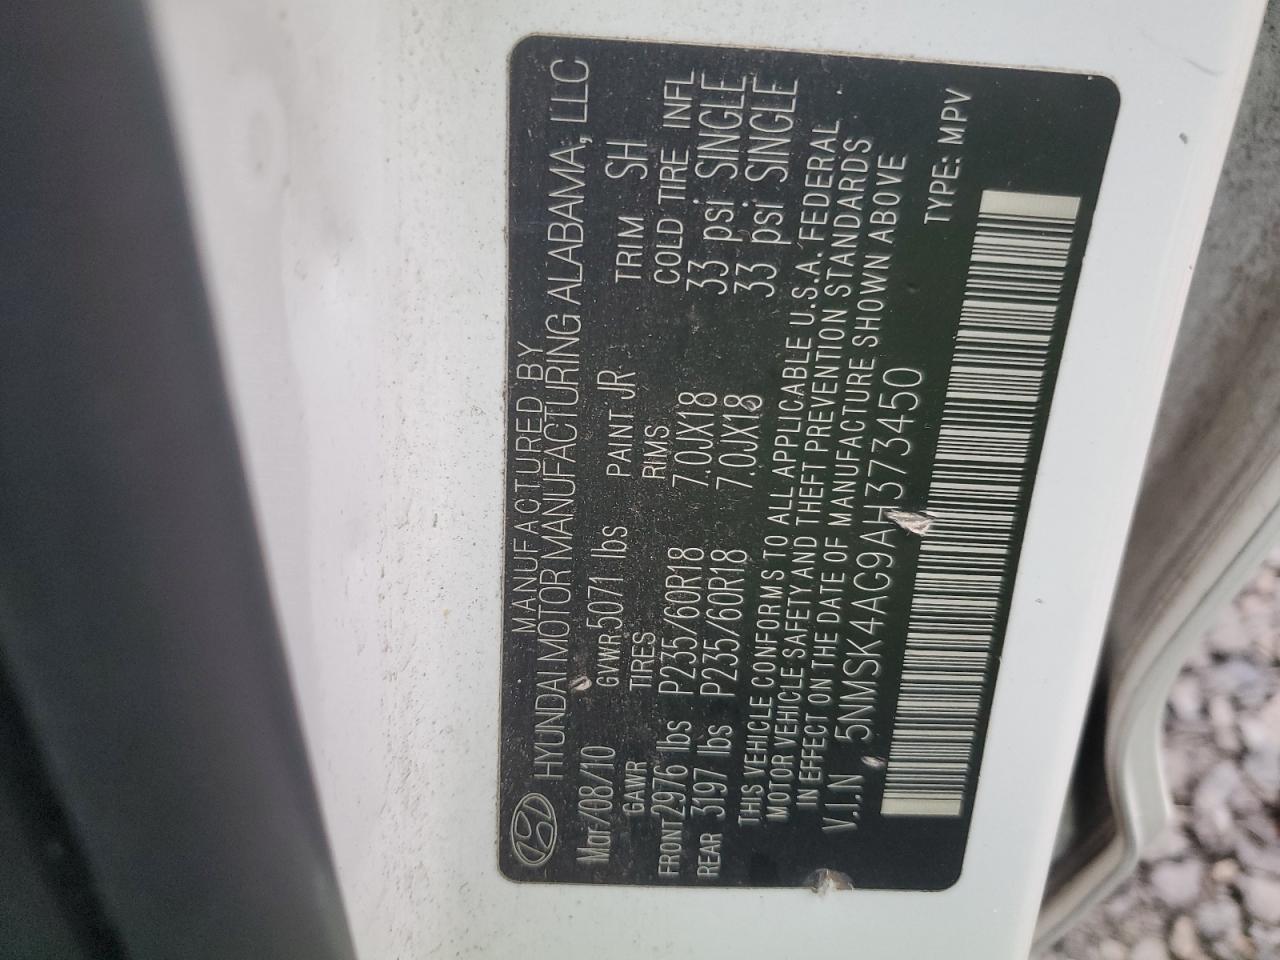 MANUFACTURED BY
HYUNDAI MOTOR MANUFACTURING ALABAMA, LLC
Mar/08/10 GVWR 5071 lbs PAINT JR TRIM SH
GAWR TIRES RIMS COLD TIRE INFL
FRONT 2976 lbs P235/60R18 7.0JX18 33 psi SINGLE
REAR 3197 lbs P235/60R18 7.0JX18 33 psi SINGLE
THIS VEHICLE CONFORMS TO ALL APPLICABLE U.S.A. FEDERAL
MOTOR VEHICLE SAFETY AND THEFT PREVENTION STANDARDS
IN EFFECT ON THE DATE OF MANUFACTURE SHOWN ABOVE
V.I.N 5NMSK4AG9AH373450 TYPE: MPV